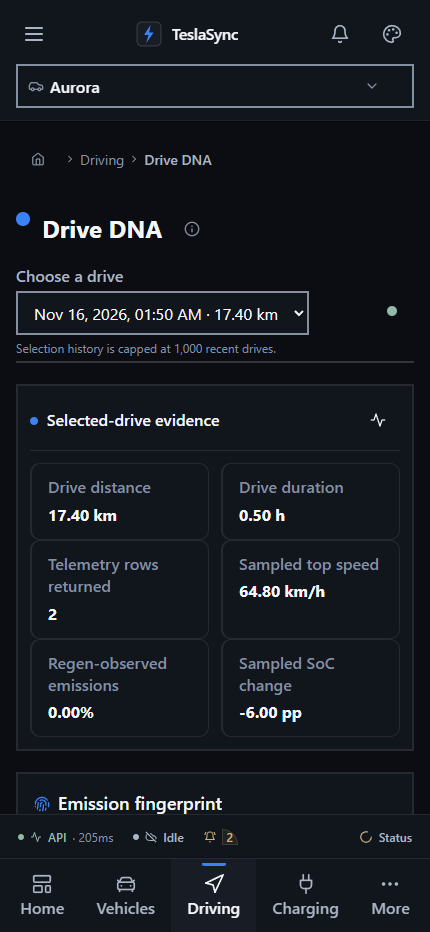 TeslaSync
Aurora
Driving
Drive DNA
Drive DNA
Choose a drive
Nov 16, 2026, 01:50 AM · 17.40 km
Selection history is capped at 1,000 recent drives.
Selected-drive evidence
Drive distance
17.40 km
Drive duration
0.50 h
Telemetry rows
returned
2
Sampled top speed
64.80 km/h
Regen-observed
emissions
0.00%
Sampled SoC
change
-6.00 pp
Emission fingerprint
API · 205ms
Idle
2
Status
Home
Vehicles
Driving
Charging
More